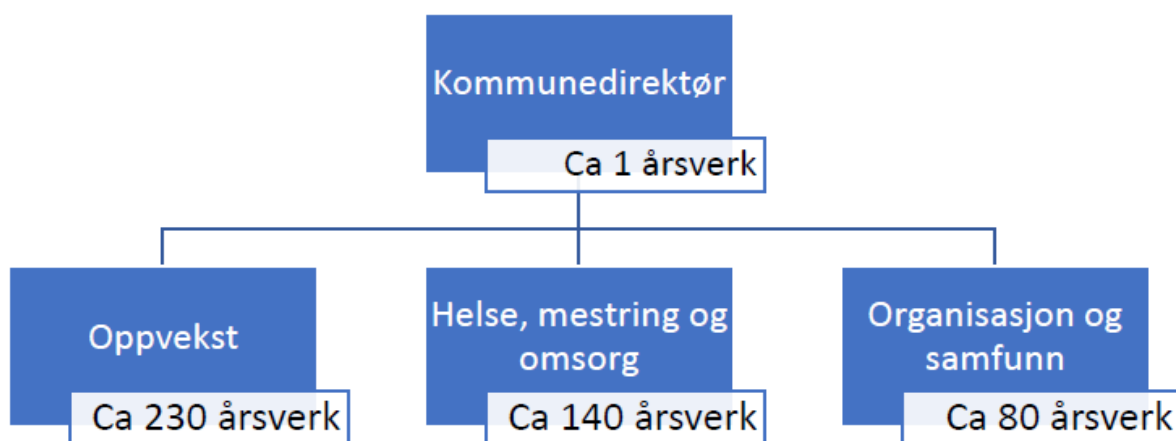 Kommunedirektør
Ca 1 årsverk
Oppvekst
Ca 230 årsverk
Helse, mestring og
omsorg
Ca 140 årsverk
Organisasjon og
samfunn
Ca 80 årsverk